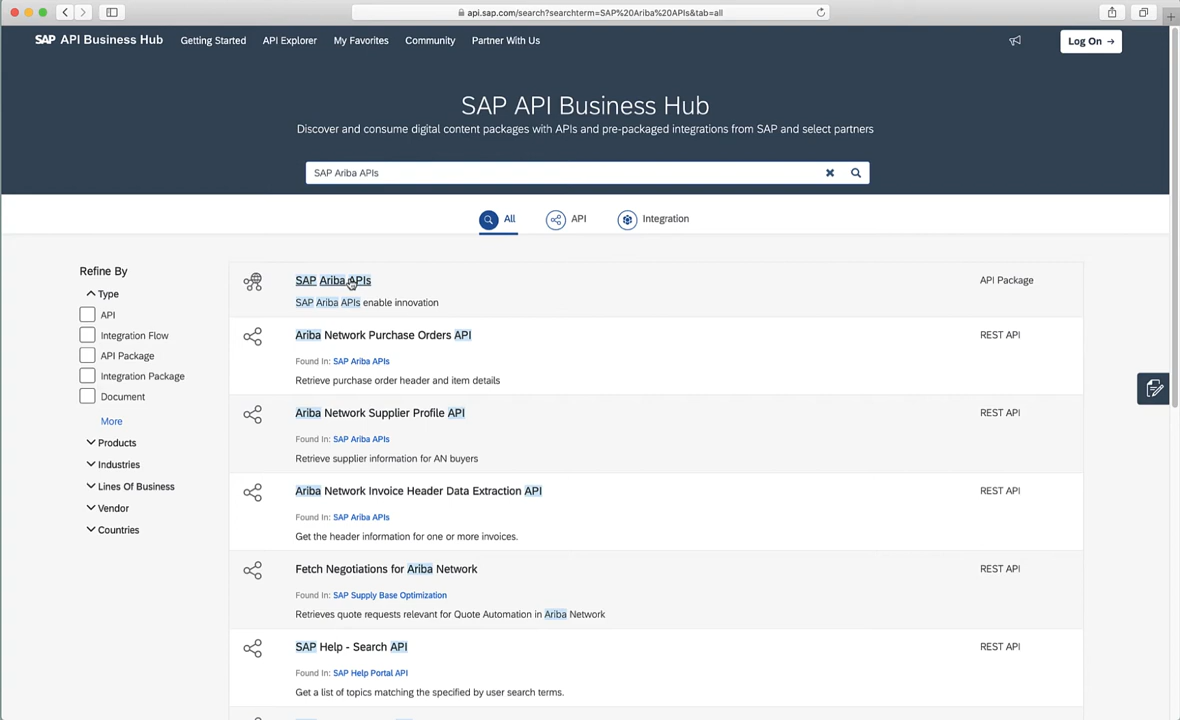 api.sap.com/search?searchterm=SAP%20Ariba%20APIs&tab=all
SAP API Business Hub
Getting Started
API Explorer
My Favorites
Community
Partner With Us
Log On →
SAP API Business Hub
Discover and consume digital content packages with APIs and pre-packaged integrations from SAP and select partners
SAP Ariba APIs
All
API
Integration
Refine By
Type
API
Integration Flow
API Package
Integration Package
Document
More
Products
Industries
Lines Of Business
Vendor
Countries
SAP Ariba APIs
API Package
SAP Ariba APIs enable innovation
Ariba Network Purchase Orders API
REST API
Found In: SAP Ariba APIs
Retrieve purchase order header and item details
Ariba Network Supplier Profile API
REST API
Found In: SAP Ariba APIs
Retrieve supplier information for AN buyers
Ariba Network Invoice Header Data Extraction API
REST API
Found In: SAP Ariba APIs
Get the header information for one or more invoices.
Fetch Negotiations for Ariba Network
REST API
Found In: SAP Supply Base Optimization
Retrieves quote requests relevant for Quote Automation in Ariba Network
SAP Help - Search API
REST API
Found In: SAP Help Portal API
Get a list of topics matching the specified by user search terms.